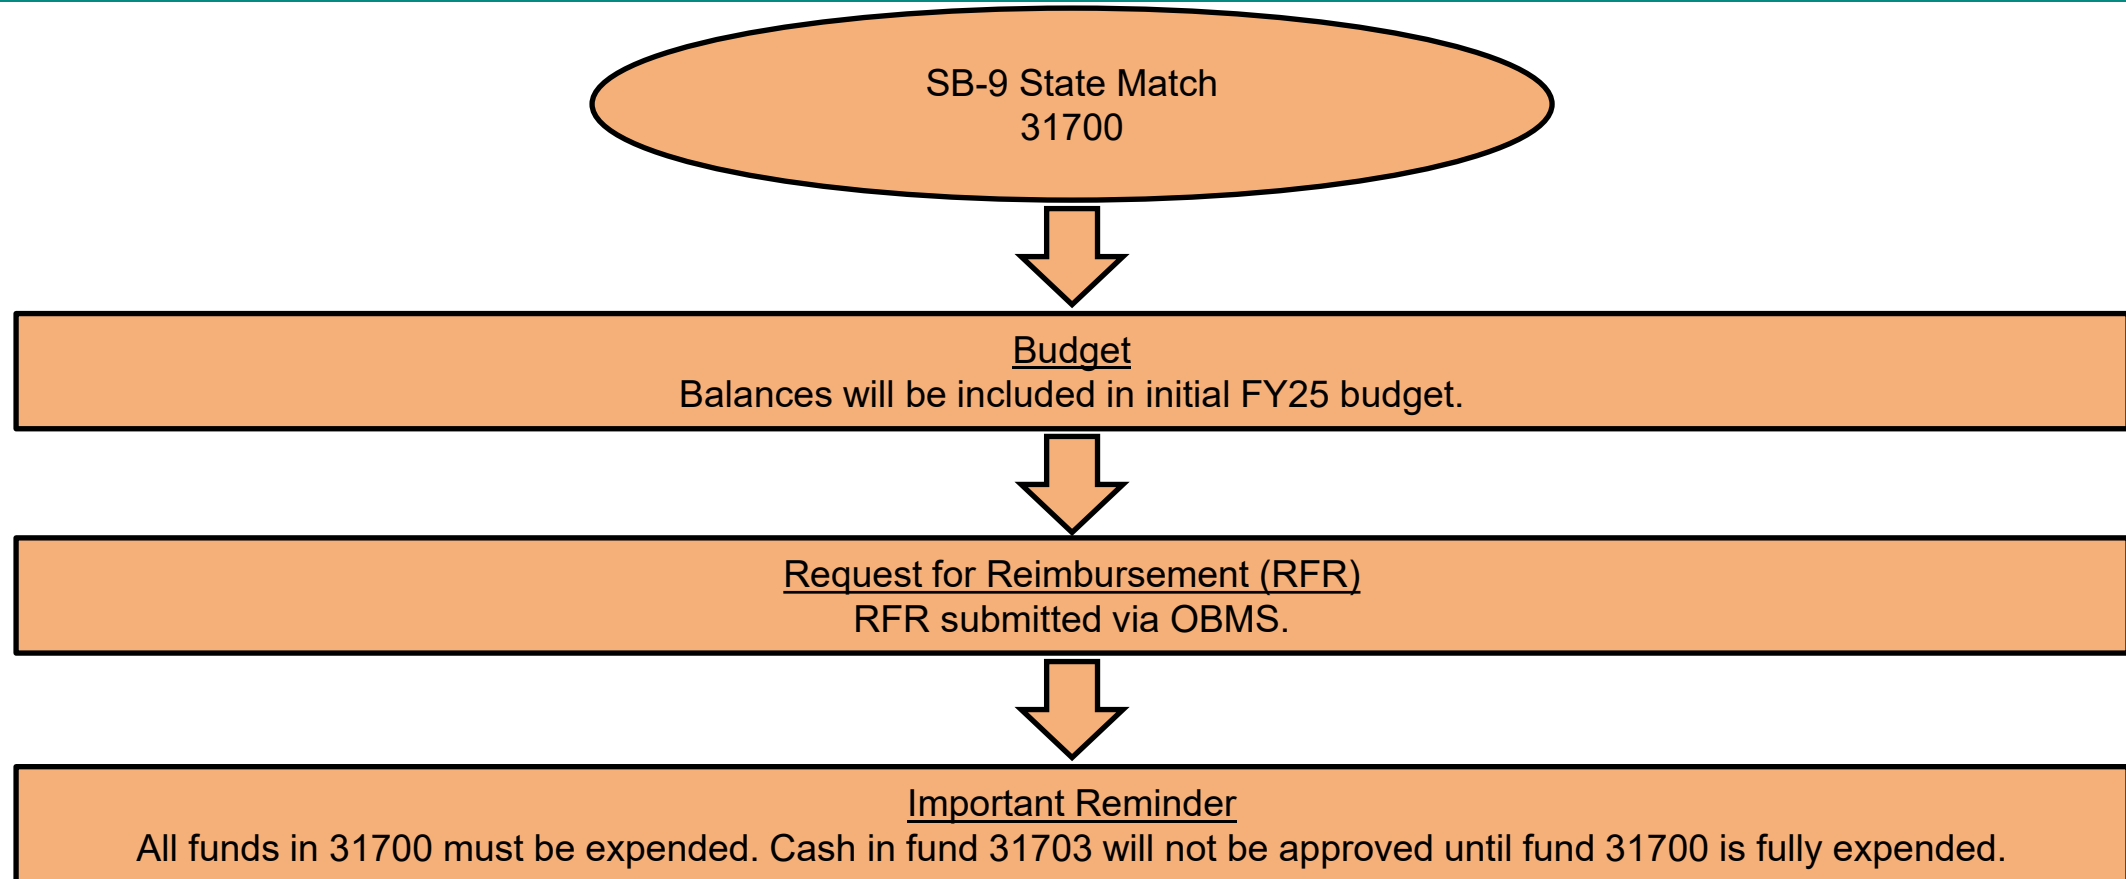 SB-9 State Match
31700
Budget
Balances will be included in initial FY25 budget.
Request for Reimbursement (RFR)
RFR submitted via OBMS.
Important Reminder
All funds in 31700 must be expended. Cash in fund 31703 will not be approved until fund 31700 is fully expended.